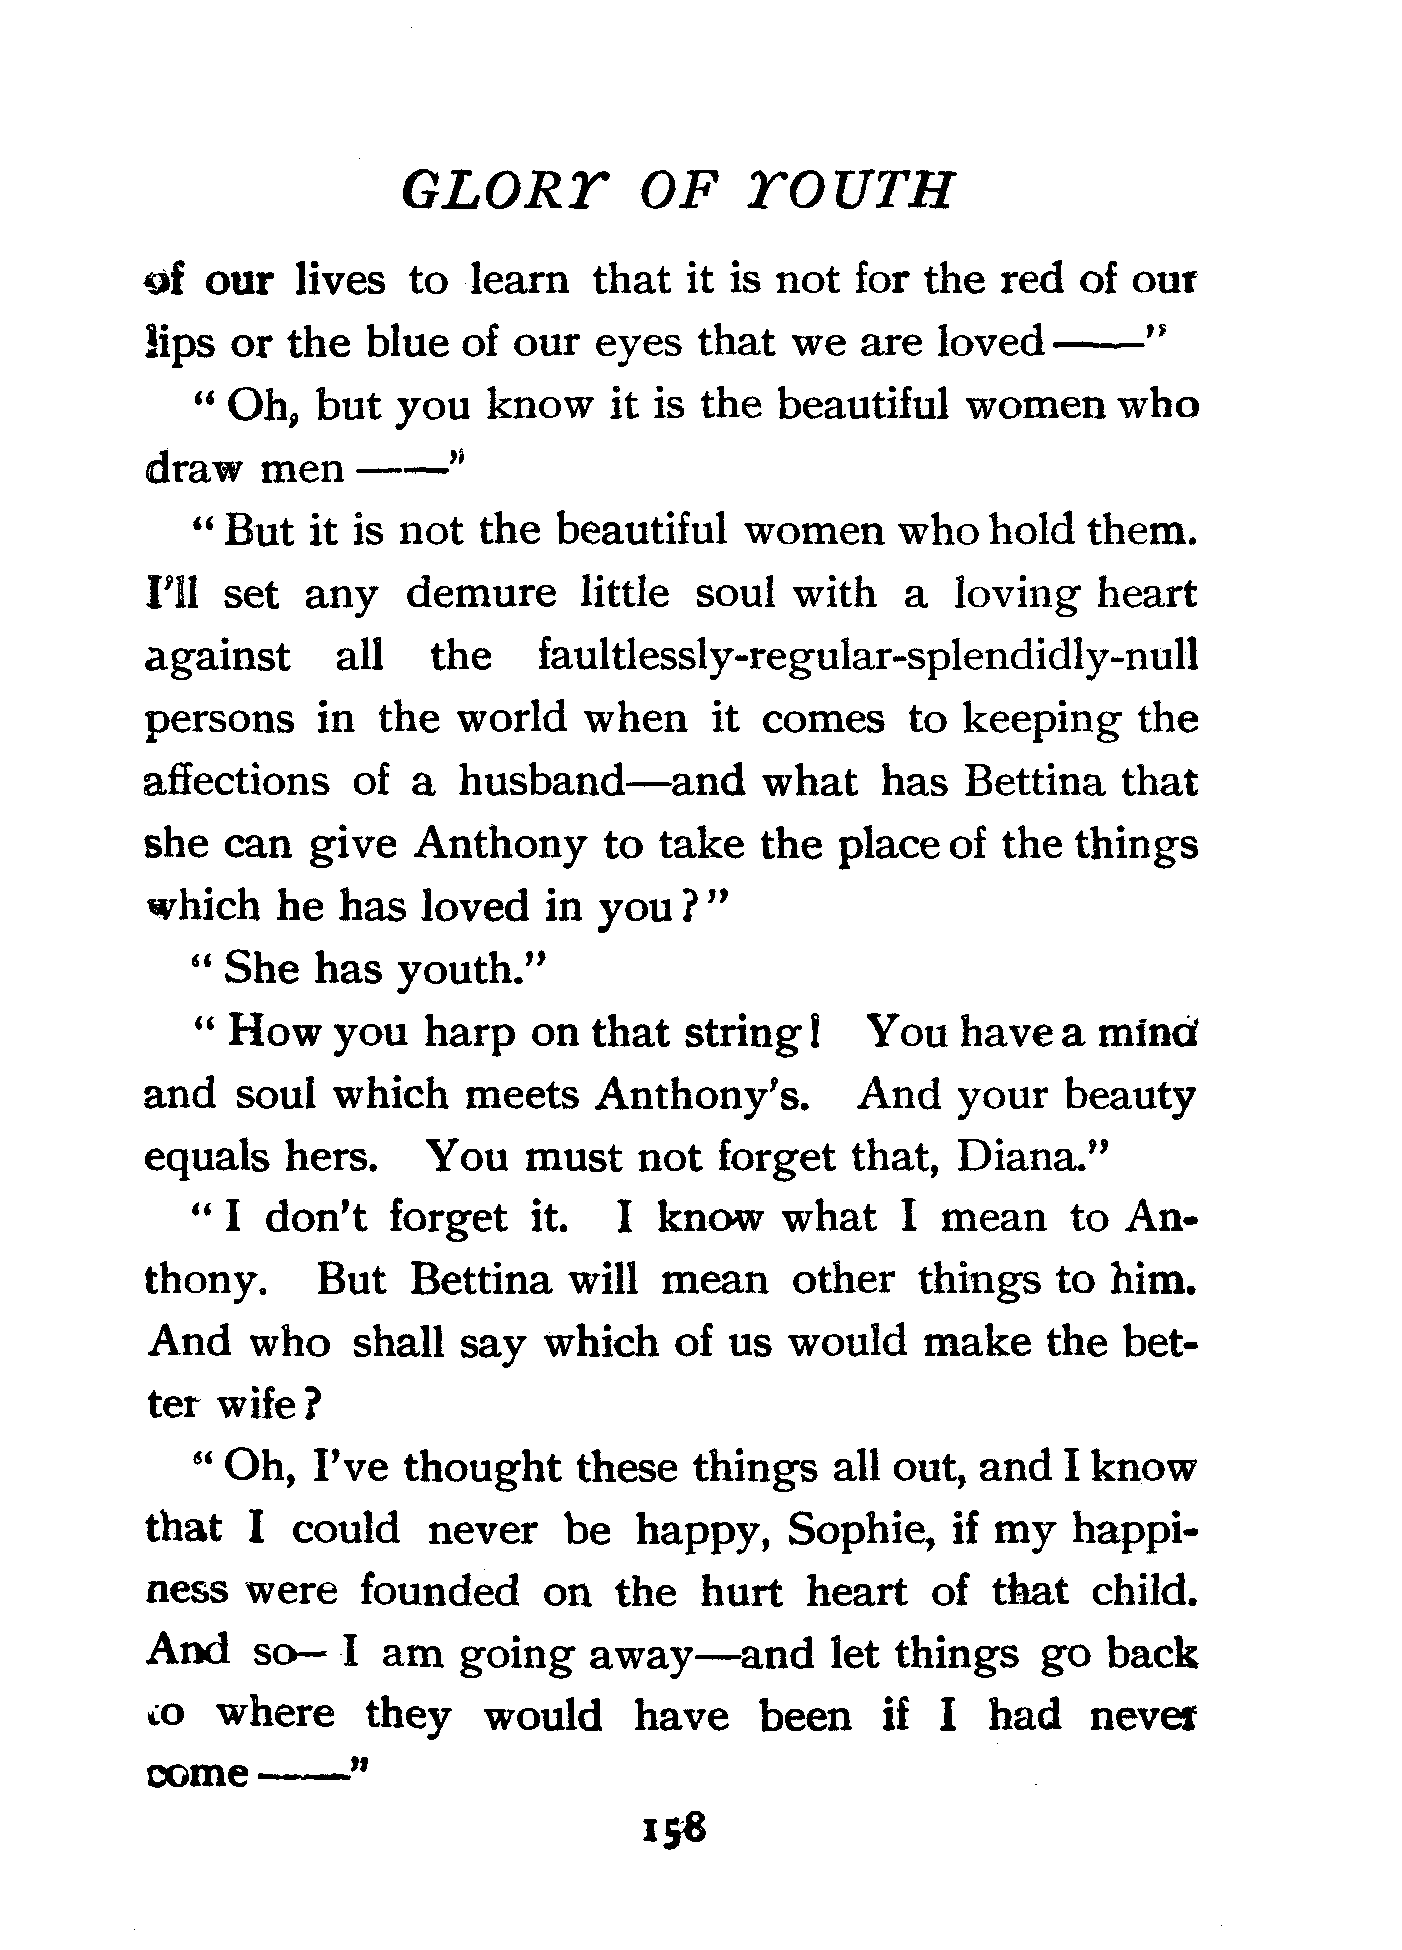 GLORY OF YOUTH
of our lives to learn that it is not for the red of our
lips or the blue of our eyes that we are loved——"
" Oh, but you know it is the beautiful women who
draw men ——"
" But it is not the beautiful women who hold them.
I'll set any demure little soul with a loving heart
against all the faultlessly-regular-splendidly-null
persons in the world when it comes to keeping the
affections of a husband—and what has Bettina that
she can give Anthony to take the place of the things
which he has loved in you ? "
" She has youth."
" How you harp on that string ! You have a mind
and soul which meets Anthony's. And your beauty
equals hers. You must not forget that, Diana."
" I don't forget it. I know what I mean to An-
thony. But Bettina will mean other things to him.
And who shall say which of us would make the bet-
ter wife ?
" Oh, I've thought these things all out, and I know
that I could never be happy, Sophie, if my happi-
ness were founded on the hurt heart of that child.
And so— I am going away—and let things go back
to where they would have been if I had never
come ——"
158